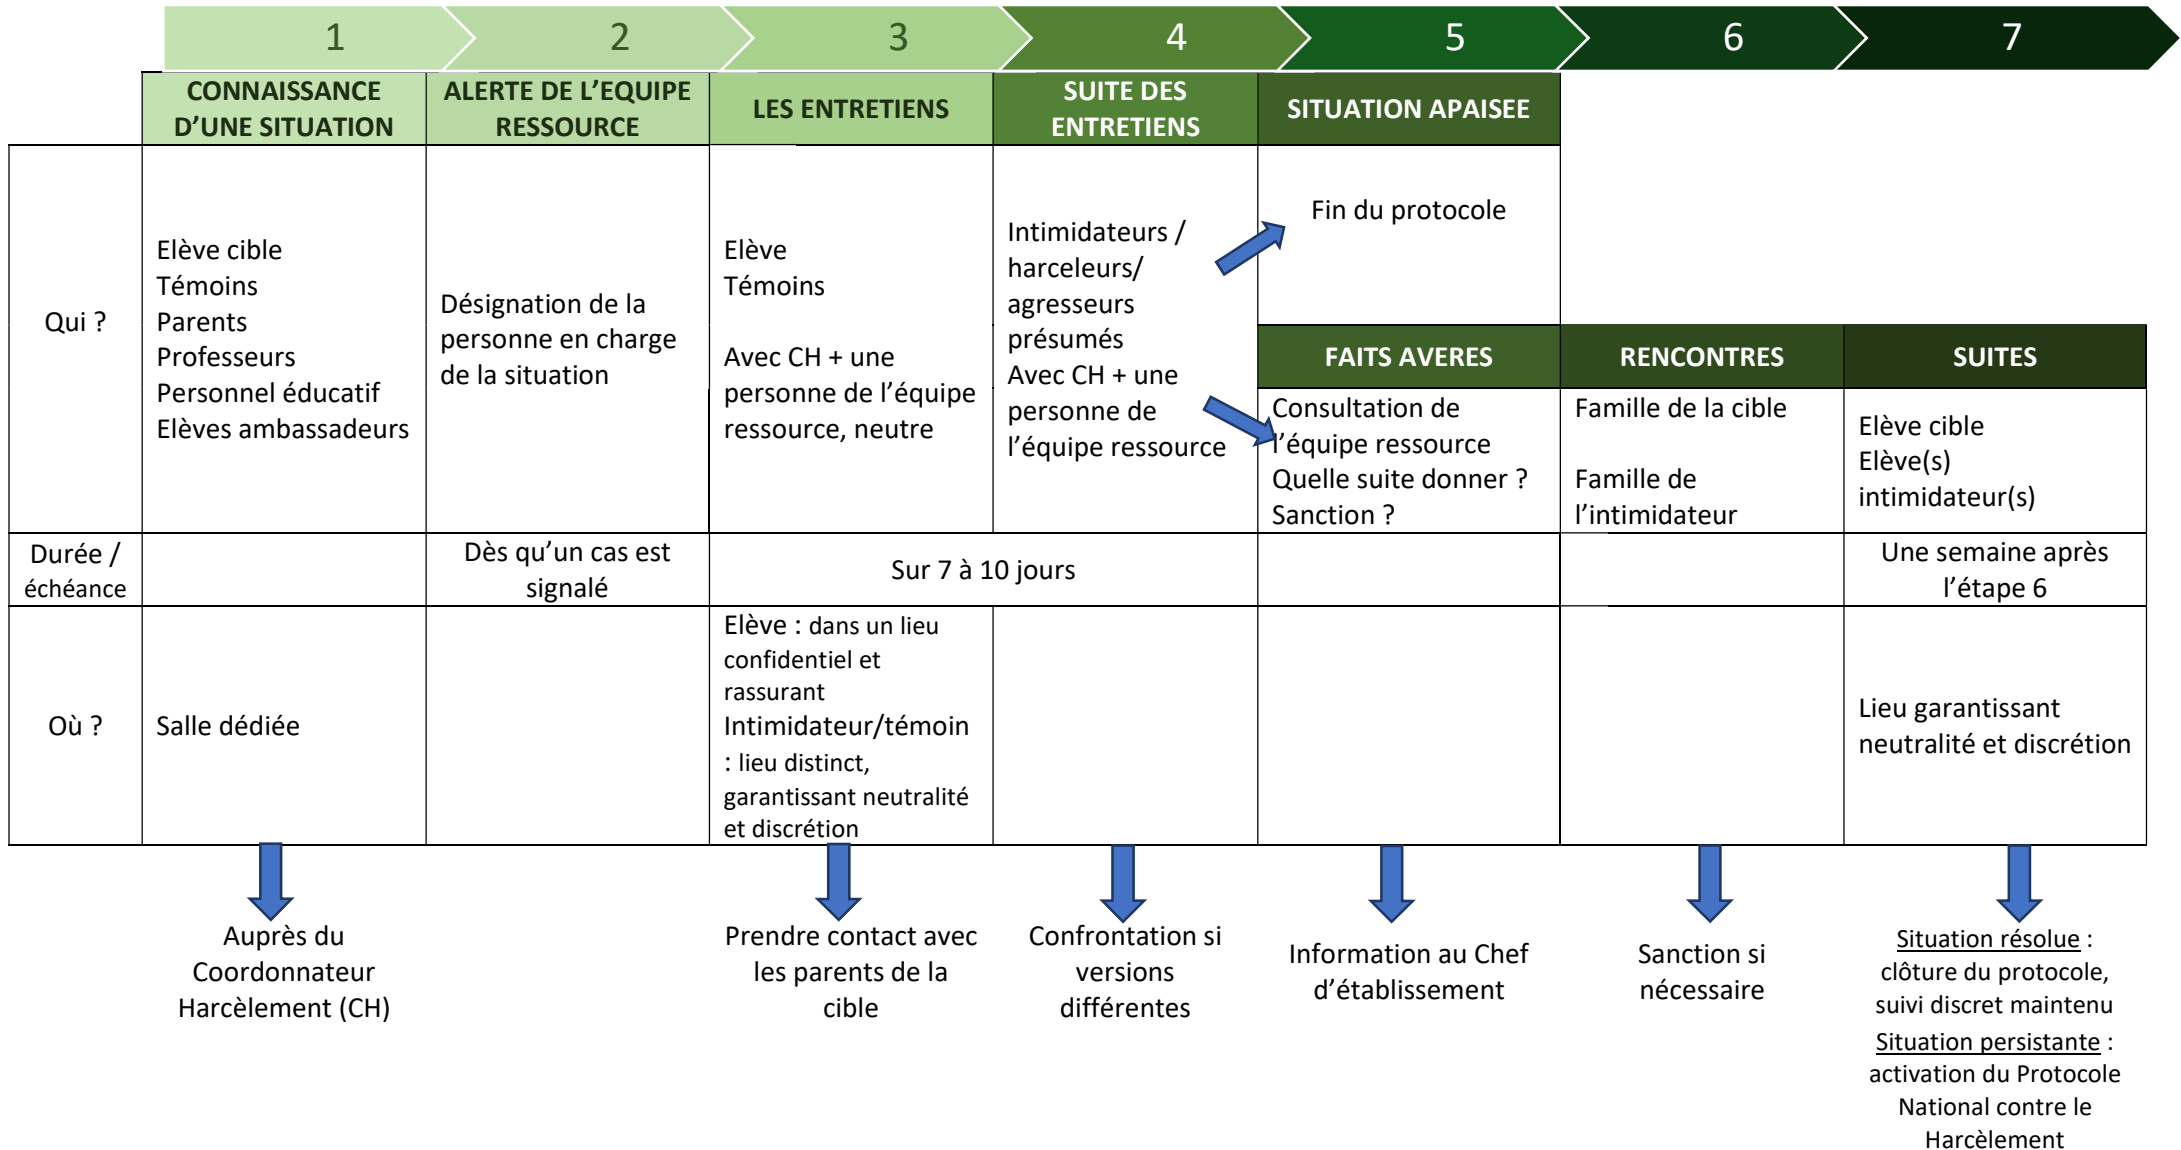 1
2
3
4
5
6
7
CONNAISSANCE
D’UNE SITUATION
ALERTE DE L’EQUIPE
RESSOURCE
LES ENTRETIENS
SUITE DES
ENTRETIENS
SITUATION APAISEE
Qui ?
Elève cible
Témoins
Parents
Professeurs
Personnel éducatif
Elèves ambassadeurs
Désignation de la
personne en charge
de la situation
Elève
Témoins
Avec CH + une
personne de l’équipe
ressource, neutre
Intimidateurs /
harceleurs/
agresseurs
présumés
Avec CH + une
personne de
l’équipe ressource
Fin du protocole
FAITS AVERES
Consultation de
l’équipe ressource
Quelle suite donner ?
Sanction ?
RENCONTRES
Famille de la cible
Famille de
l’intimidateur
SUITES
Elève cible
Elève(s)
intimidateur(s)
Durée /
échéance
Dès qu’un cas est
signalé
Sur 7 à 10 jours
Une semaine après
l’étape 6
Où ?
Salle dédiée
Elève : dans un lieu
confidentiel et
rassurant
Intimidateur/témoin
: lieu distinct,
garantissant neutralité
et discrétion
Lieu garantissant
neutralité et discrétion
Auprès du
Coordonnateur
Harcèlement (CH)
Prendre contact avec
les parents de la
cible
Confrontation si
versions
différentes
Information au Chef
d’établissement
Sanction si
nécessaire
Situation résolue :
clôture du protocole,
suivi discret maintenu
Situation persistante :
activation du Protocole
National contre le
Harcèlement